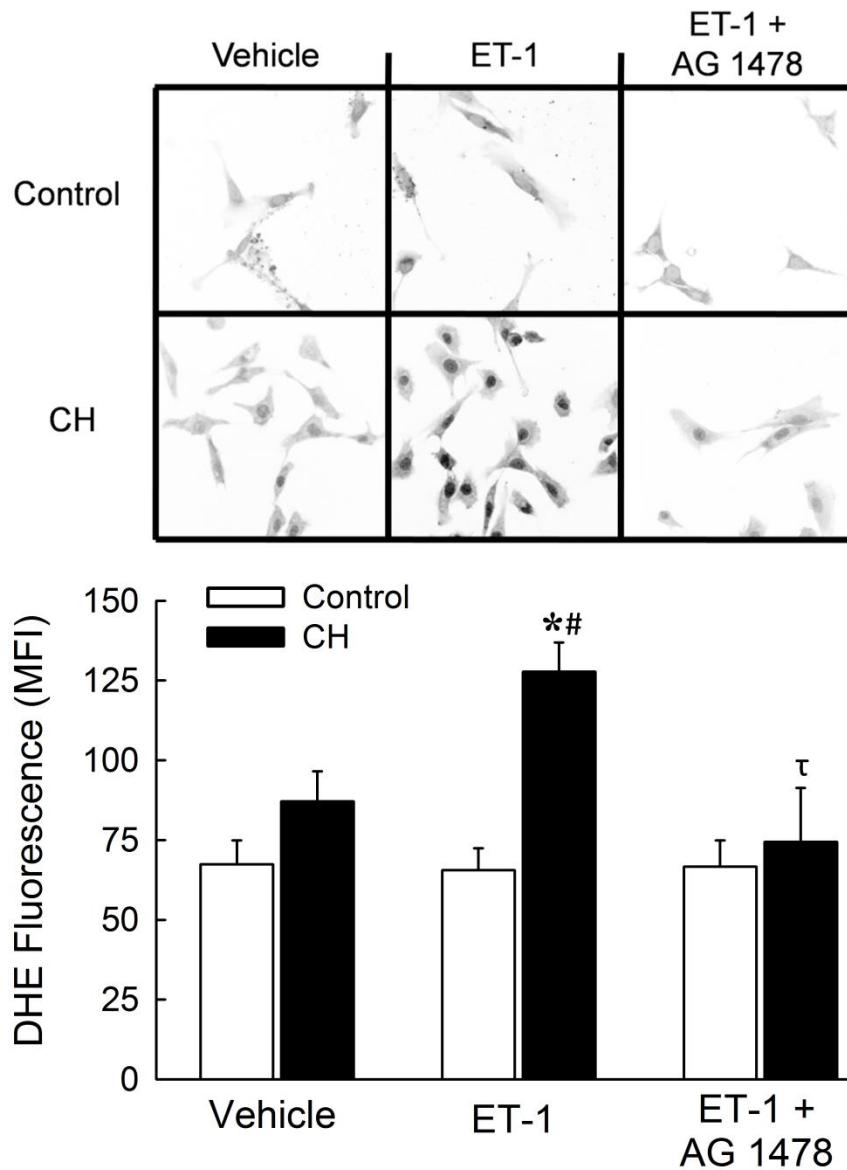 Vehicle
ET-1
ET-1 +
AG 1478
Control
CH
DHE Fluorescence (MFI)
150
125
100
75
50
25
0
Control
CH
*#
τ
Vehicle
ET-1
ET-1 +
AG 1478